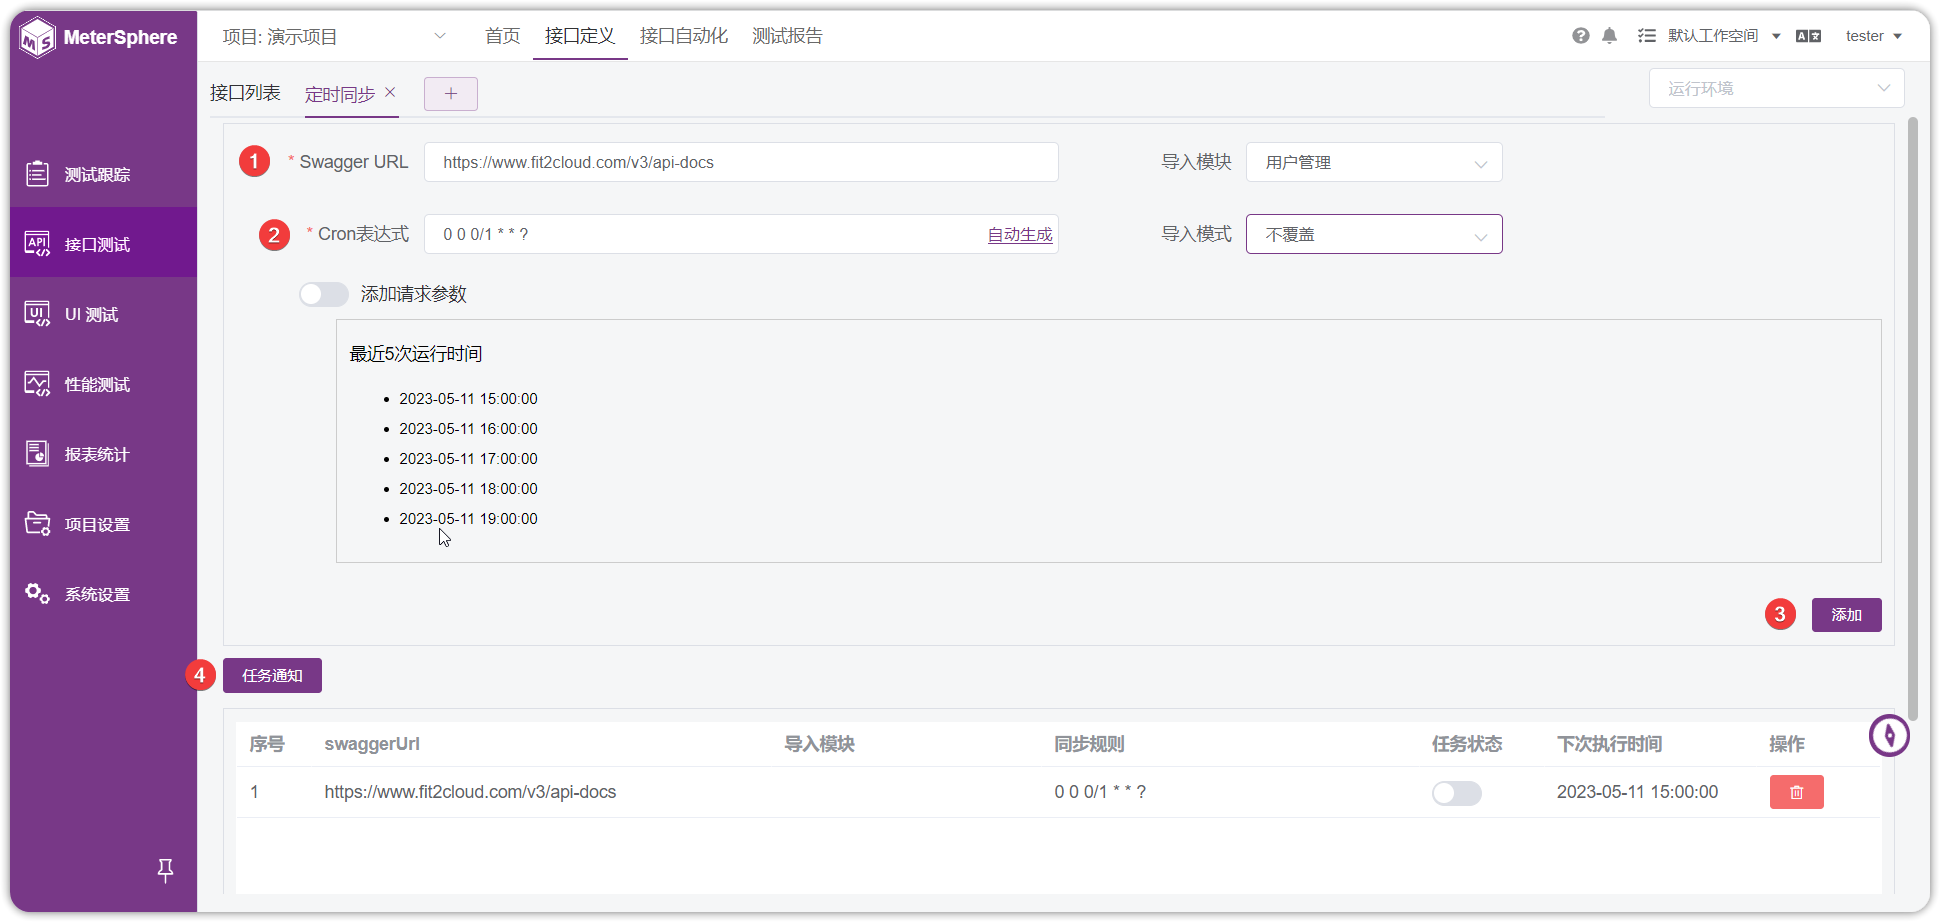 MeterSphere
项目: 演示项目
首页
接口定义
接口自动化
测试报告
默认工作空间
tester
接口列表
定时同步
+
运行环境
测试跟踪
接口测试
UI 测试
性能测试
报表统计
项目设置
系统设置
1
* Swagger URL
https://www.fit2cloud.com/v3/api-docs
导入模块
用户管理
2
* Cron表达式
0 0 0/1 * * ?
自动生成
导入模式
不覆盖
添加请求参数
最近5次运行时间
2023-05-11 15:00:00
2023-05-11 16:00:00
2023-05-11 17:00:00
2023-05-11 18:00:00
2023-05-11 19:00:00
3
添加
4
任务通知
序号 swaggerUrl 导入模块 同步规则 任务状态 下次执行时间 操作
1 https://www.fit2cloud.com/v3/api-docs 0 0 0/1 * * ? 2023-05-11 15:00:00